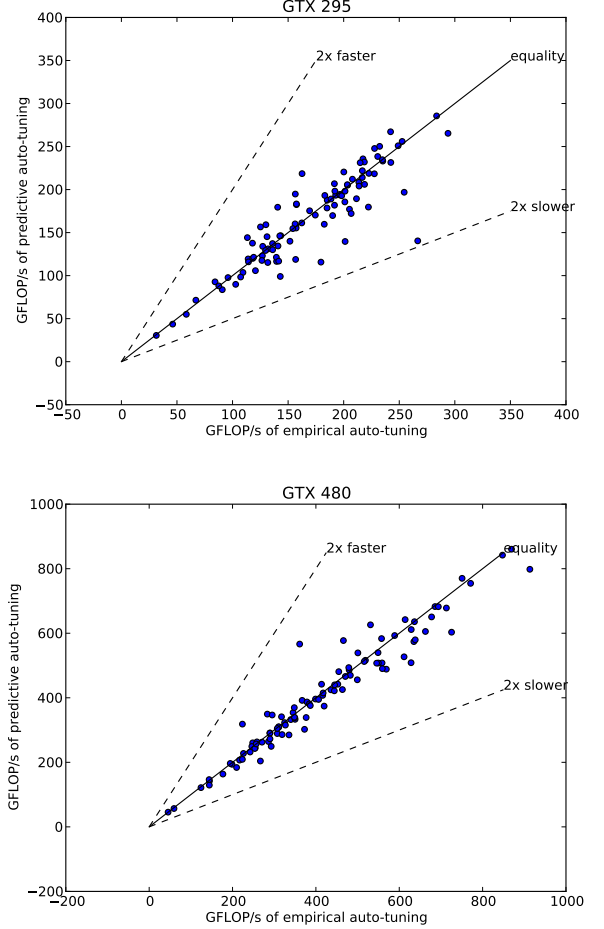 GTX 295
400
350
300
250
200
150
100
50
0
−50
2x faster
equality
2x slower
GFLOP/s of predictive auto-tuning
−50 0 50 100 150 200 250 300 350 400
GFLOP/s of empirical auto-tuning
GTX 480
1000
800
600
400
200
0
−200
2x faster
equality
2x slower
GFLOP/s of predictive auto-tuning
−200 0 200 400 600 800 1000
GFLOP/s of empirical auto-tuning